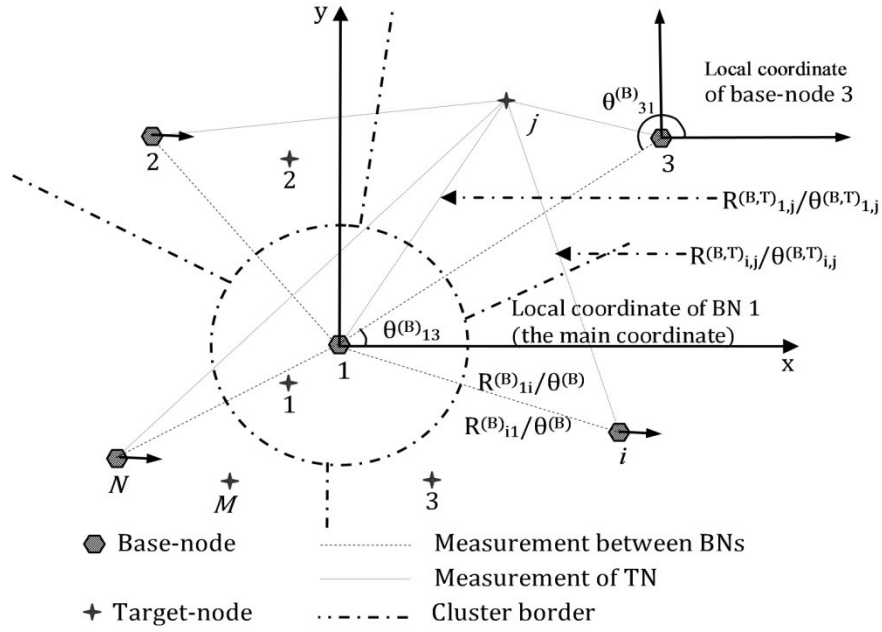 y
Local coordinate
of base-node 3
θ(B)31
j
2
3
2
R(B,T)1,j/θ(B,T)1,j
R(B,T)i,j/θ(B,T)i,j
Local coordinate of BN 1
(the main coordinate)
θ(B)13
x
1
R(B)1i/θ(B)
1
R(B)i1/θ(B)
i
N
M
3
Base-node
Measurement between BNs
Measurement of TN
Target-node
Cluster border